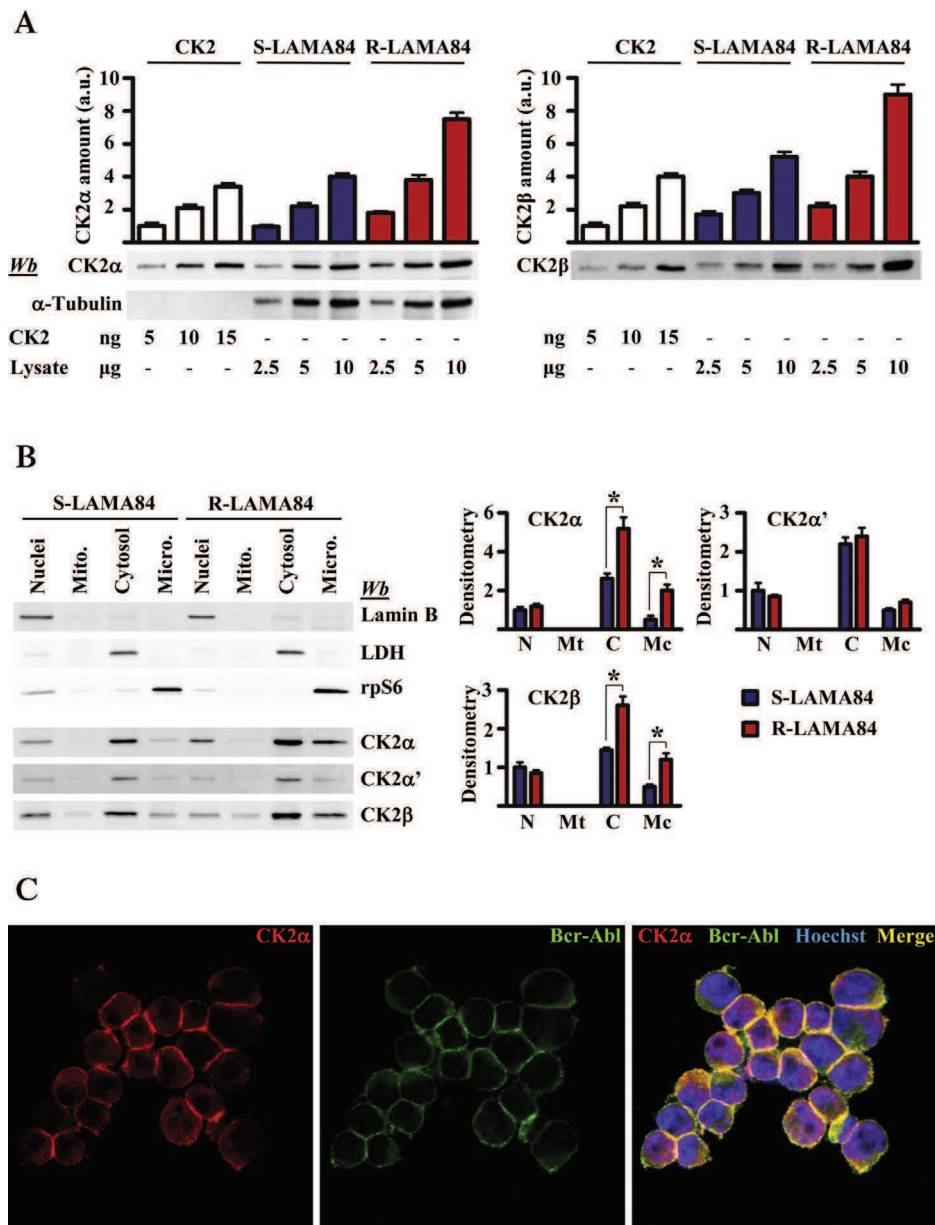 A
CK2 S-LAMA84 R-LAMA84
CK2α amount (a.u.)
10
8
6
4
2
Wb CK2α
α-Tubulin
CK2 ng 5 10 15 - - - - - -
Lysate µg - - - 2.5 5 10 2.5 5 10
CK2 S-LAMA84 R-LAMA84
CK2β amount (a.u.)
10
8
6
4
2
CK2β
ng 5 10 15 - - - - - -
µg - - - 2.5 5 10 2.5 5 10
B
S-LAMA84 R-LAMA84
Nuclei Mito. Cytosol Micro. Nuclei Mito. Cytosol Micro.
Wb
Lamin B
LDH
rpS6
CK2α
CK2α’
CK2β
CK2α
Densitometry
6
4
2
* *
N Mt C Mc
CK2α’
Densitometry
3
2
1
N Mt C Mc
CK2β
Densitometry
3
2
1
* *
N Mt C Mc
S-LAMA84
R-LAMA84
C
CK2α
Bcr-Abl
CK2α Bcr-Abl Hoechst Merge